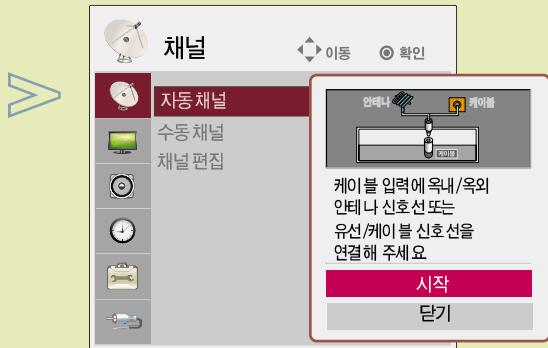 채널
이동
확인
자동 채널
수동 채널
채널 편집
안테나
케이블
케이블
케이블 입력에 옥내/옥외
안테나 신호선 또는
유선/케이블 신호선을
연결해 주세요
시작
닫기